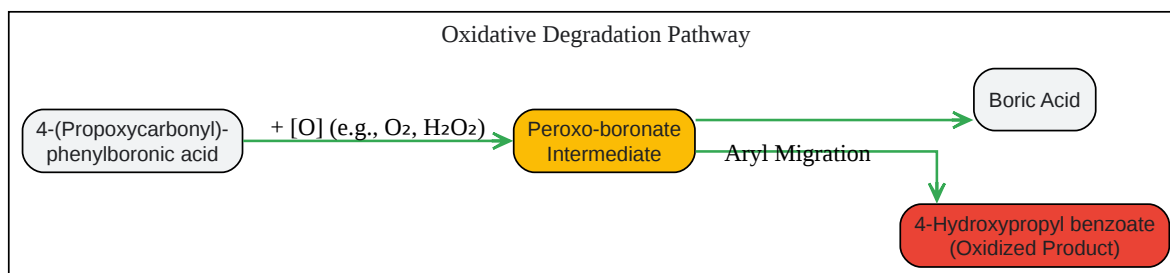 Oxidative Degradation Pathway
4-(Propoxycarbonyl)-
phenylboronic acid
+ [O] (e.g., O₂, H₂O₂)
Peroxo-boronate
Intermediate
Boric Acid
Aryl Migration
4-Hydroxypropyl benzoate
(Oxidized Product)